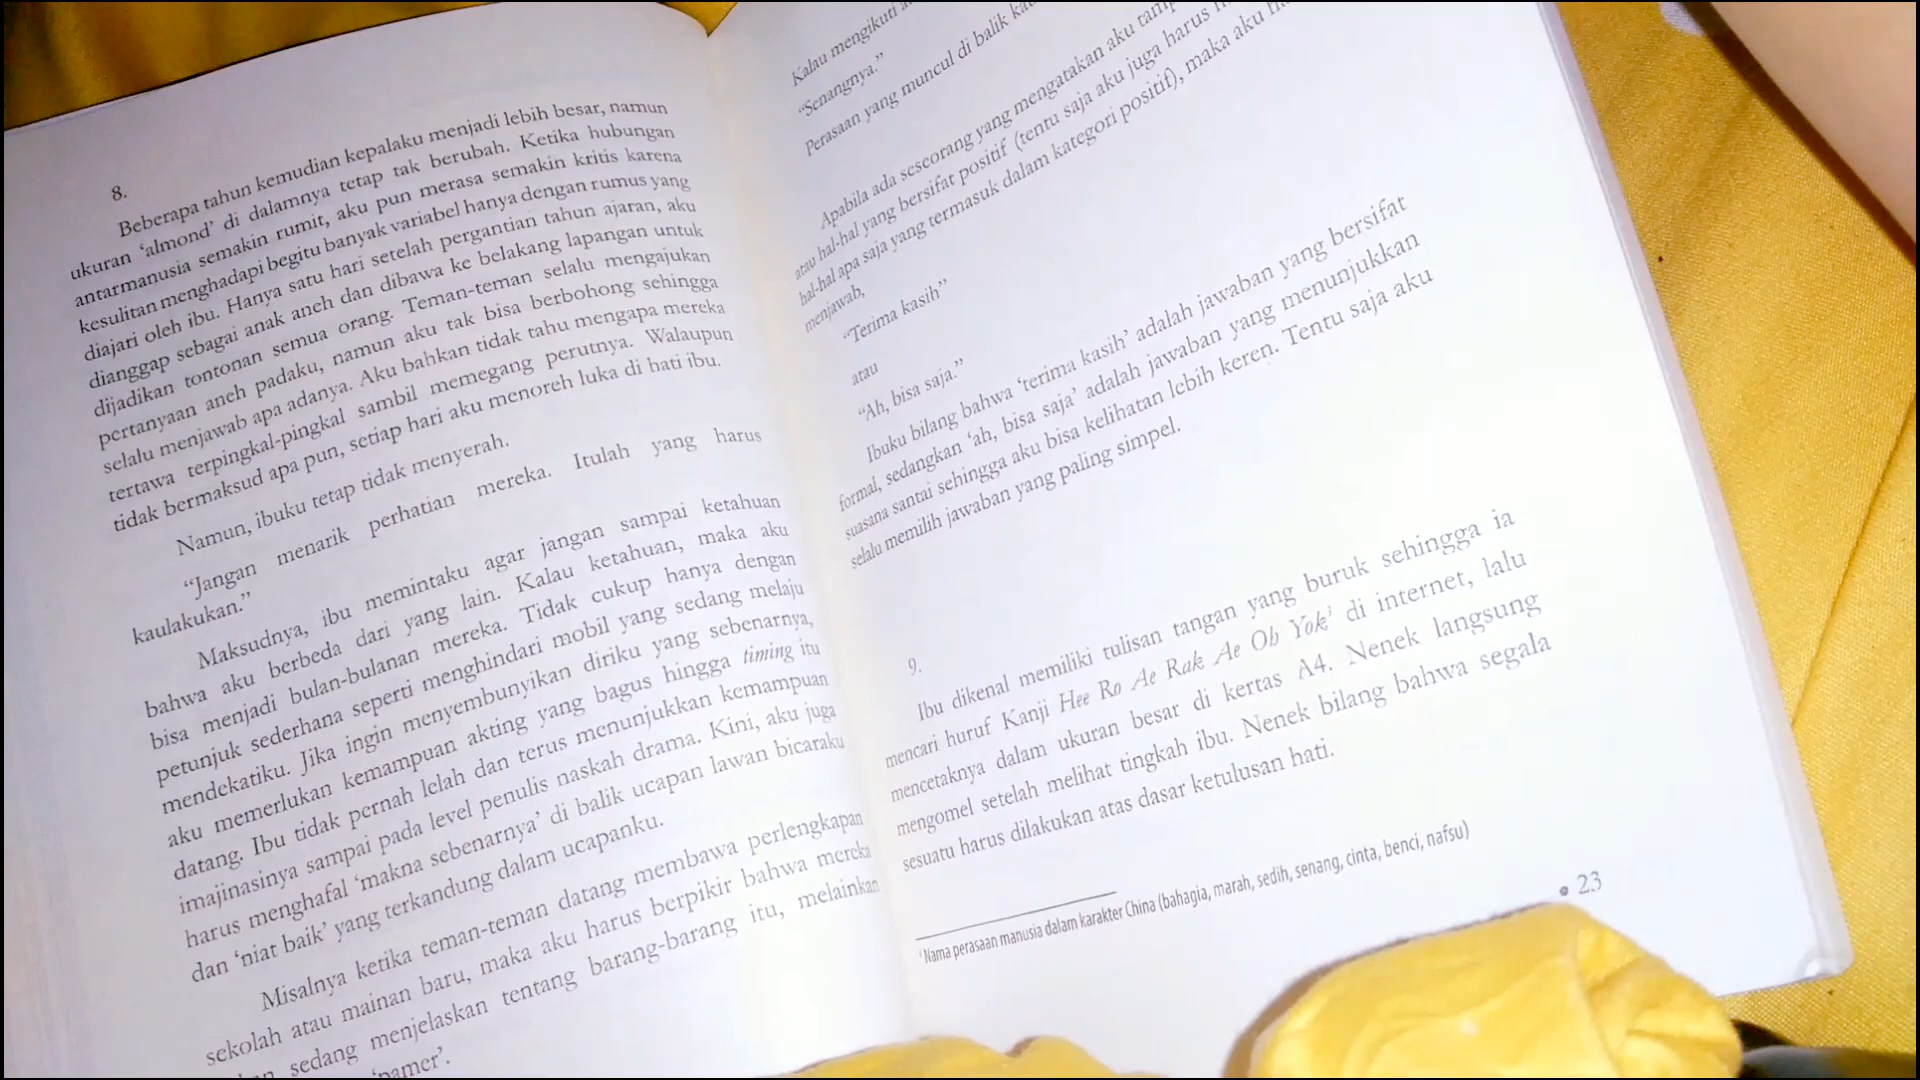 8.
Beberapa tahun kemudian kepalaku menjadi lebih besar, namun
ukuran ‘almond’ di dalamnya tetap tak berubah. Ketika hubungan
antarmanusia semakin rumit, aku pun merasa semakin kritis karena
kesulitan menghadapi begitu banyak variabel hanya dengan rumus yang
diajari oleh ibu. Hanya satu hari setelah pergantian tahun ajaran, aku
dianggap sebagai anak aneh dan dibawa ke belakang lapangan untuk
dijadikan tontonan semua orang. Teman-teman selalu mengajukan
pertanyaan aneh padaku, namun aku tak bisa berbohong sehingga
selalu menjawab apa adanya. Aku bahkan tidak tahu mengapa mereka
tertawa terpingkal-pingkal sambil memegang perutnya. Walaupun
tidak bermaksud apa pun, setiap hari aku menoreh luka di hati ibu.
Namun, ibuku tetap tidak menyerah.
“Jangan menarik perhatian mereka. Itulah yang harus
kaulakukan.”
Maksudnya, ibu memintaku agar jangan sampai ketahuan
bahwa aku berbeda dari yang lain. Kalau ketahuan, maka aku
bisa menjadi bulan-bulanan mereka. Tidak cukup hanya dengan
petunjuk sederhana seperti menghindari mobil yang sedang melaju
mendekatiku. Jika ingin menyembunyikan diriku yang sebenarnya,
aku memerlukan kemampuan akting yang bagus hingga timing itu
datang. Ibu tidak pernah lelah dan terus menunjukkan kemampuan
imajinasinya sampai pada level penulis naskah drama. Kini, aku juga
harus menghafal ‘makna sebenarnya’ di balik ucapan lawan bicaraku
dan ‘niat baik’ yang terkandung dalam ucapanku.
Misalnya ketika teman-teman datang membawa perlengkapan
sekolah atau mainan baru, maka aku harus berpikir bahwa mereka
sedang menjelaskan tentang barang-barang itu, melainkan
‘pamer’.
Kalau mengikuti
“Senangnya.”
Perasaan yang muncul di balik
Apabila ada seseorang yang mengatakan aku
atau hal-hal yang bersifat positif (tentu saja aku juga harus
hal-hal apa saja yang termasuk dalam kategori positif), maka aku
menjawab,
“Terima kasih”
atau
“Ah, bisa saja.”
Ibuku bilang bahwa ‘terima kasih’ adalah jawaban yang bersifat
formal, sedangkan ‘ah, bisa saja’ adalah jawaban yang menunjukkan
suasana santai sehingga aku bisa kelihatan lebih keren. Tentu saja aku
selalu memilih jawaban yang paling simpel.
9.
Ibu dikenal memiliki tulisan tangan yang buruk sehingga ia
mencari huruf Kanji Hee Ro Ae Rak Ae Oh Yok¹ di internet, lalu
mencetaknya dalam ukuran besar di kertas A4. Nenek langsung
mengomel setelah melihat tingkah ibu. Nenek bilang bahwa segala
sesuatu harus dilakukan atas dasar ketulusan hati.
¹ Nama perasaan manusia dalam karakter China (bahagia, marah, sedih, senang, cinta, benci, nafsu)
• 23